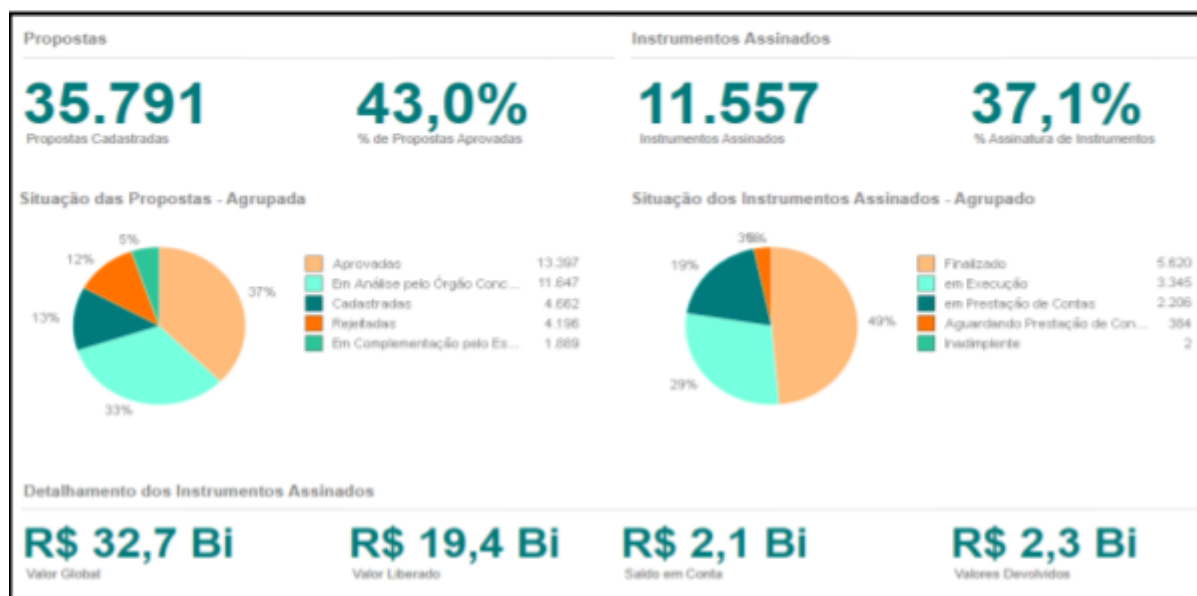 Propostas
Instrumentos Assinados
35.791
43,0%
11.557
37,1%
Propostas Cadastradas
% de Propostas Aprovadas
Instrumentos Assinados
% Assinatura de Instrumentos
Situação das Propostas - Agrupada
Situação dos Instrumentos Assinados - Agrupado
5%
12%
37%
13%
33%
Aprovadas 13.397
Em Análise pelo Órgão Conc... 11.647
Cadastradas 4.662
Rejeitadas 4.196
Em Complementação pelo Es... 1.889
19%
49%
29%
Finalizado 5.620
em Execução 3.345
em Prestação de Contas 2.206
Aguardando Prestação de Con... 384
Inadimplente 2
Detalhamento dos Instrumentos Assinados
R$ 32,7 Bi
R$ 19,4 Bi
R$ 2,1 Bi
R$ 2,3 Bi
Valor Global
Valor Liberado
Saldo em Conta
Valores Devolvidos